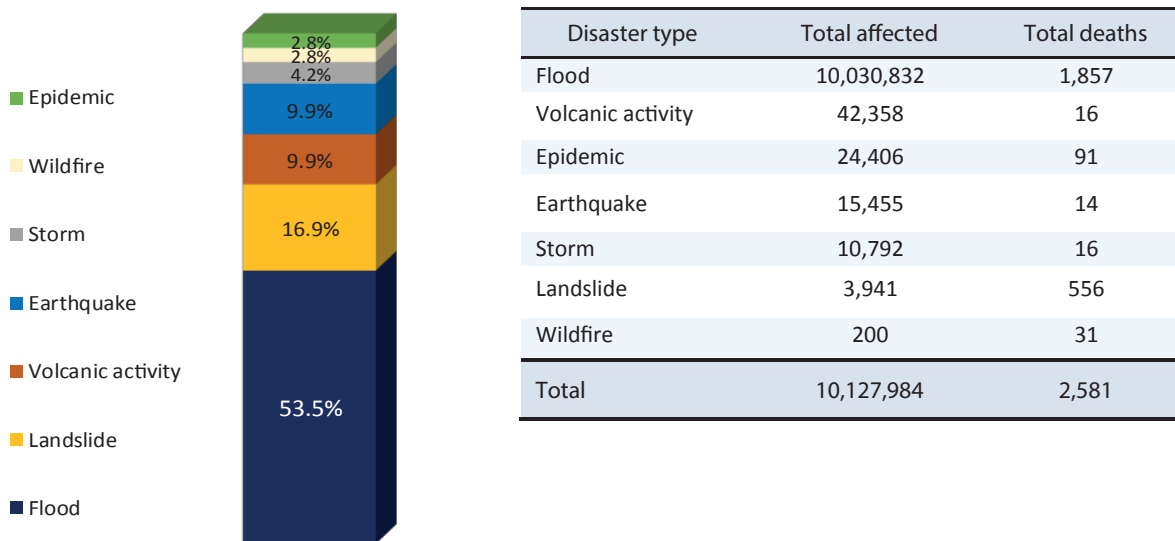 2.8%
2.8%
4.2%
9.9%
9.9%
16.9%
53.5%
Epidemic
Wildfire
Storm
Earthquake
Volcanic activity
Landslide
Flood
Disaster type Total affected Total deaths
Flood 10,030,832 1,857
Volcanic activity 42,358 16
Epidemic 24,406 91
Earthquake 15,455 14
Storm 10,792 16
Landslide 3,941 556
Wildfire 200 31
Total 10,127,984 2,581